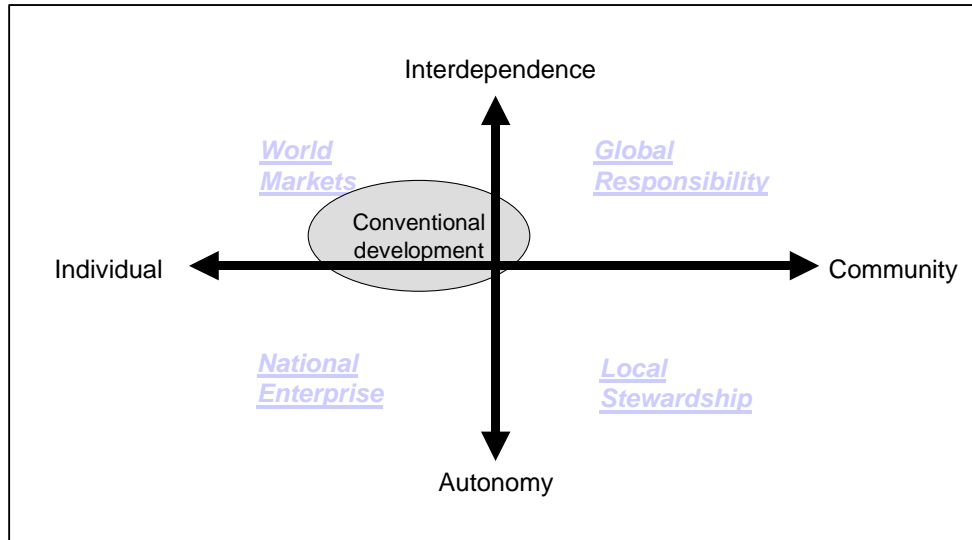 Interdependence
World
Markets
Global
Responsibility
Conventional
development
Individual
Community
National
Enterprise
Local
Stewardship
Autonomy